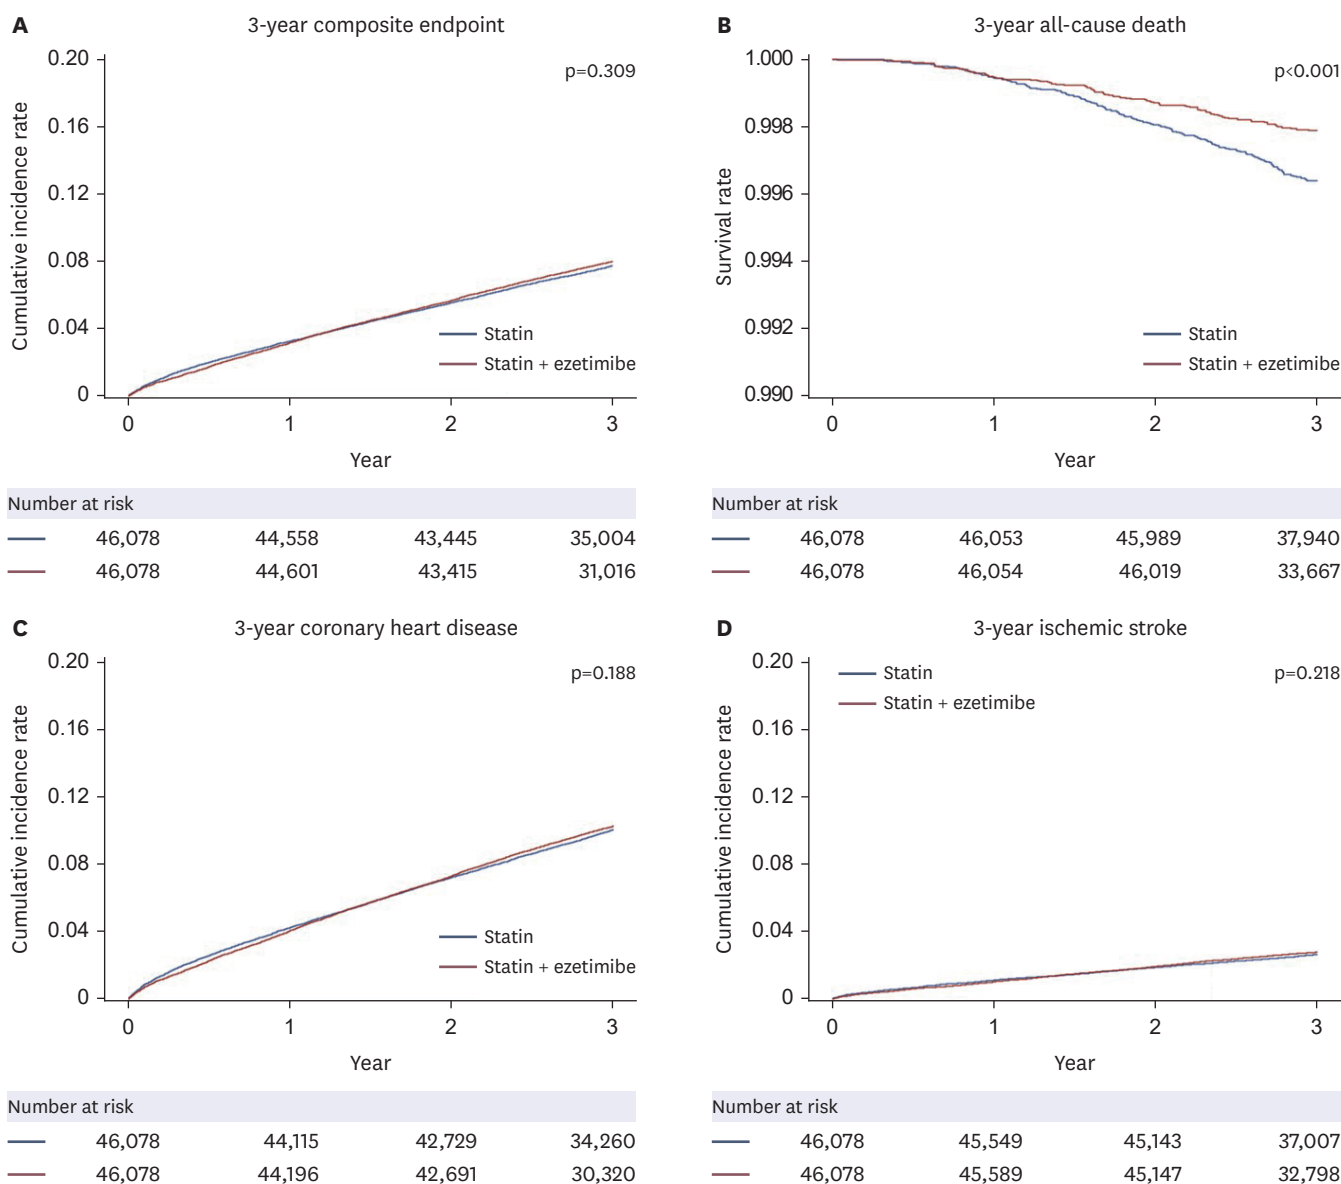 A 3-year composite endpoint
Cumulative incidence rate
0.20
0.16
0.12
0.08
0.04
0
p=0.309
Statin
Statin + ezetimibe
0 1 2 3
Year
Number at risk
46,078 44,558 43,445 35,004
46,078 44,601 43,415 31,016
B 3-year all-cause death
Survival rate
1.000
0.998
0.996
0.994
0.992
0.990
p<0.001
Statin
Statin + ezetimibe
0 1 2 3
Year
Number at risk
46,078 46,053 45,989 37,940
46,078 46,054 46,019 33,667
C 3-year coronary heart disease
Cumulative incidence rate
0.20
0.16
0.12
0.08
0.04
0
p=0.188
Statin
Statin + ezetimibe
0 1 2 3
Year
Number at risk
46,078 44,115 42,729 34,260
46,078 44,196 42,691 30,320
D 3-year ischemic stroke
Cumulative incidence rate
0.20
0.16
0.12
0.08
0.04
0
Statin
Statin + ezetimibe
p=0.218
0 1 2 3
Year
Number at risk
46,078 45,549 45,143 37,007
46,078 45,589 45,147 32,798